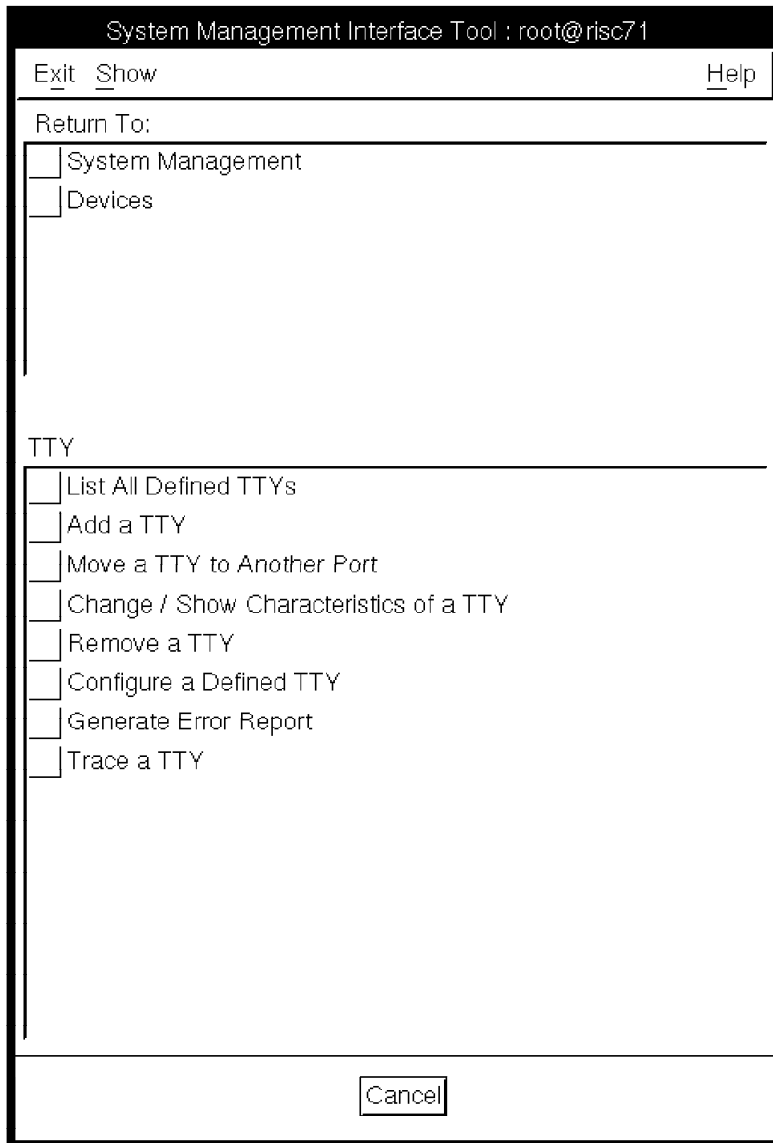 System Management Interface Tool : root@risc71
Exit Show Help
Return To:
System Management
Devices
TTY
List All Defined TTYs
Add a TTY
Move a TTY to Another Port
Change / Show Characteristics of a TTY
Remove a TTY
Configure a Defined TTY
Generate Error Report
Trace a TTY
Cancel